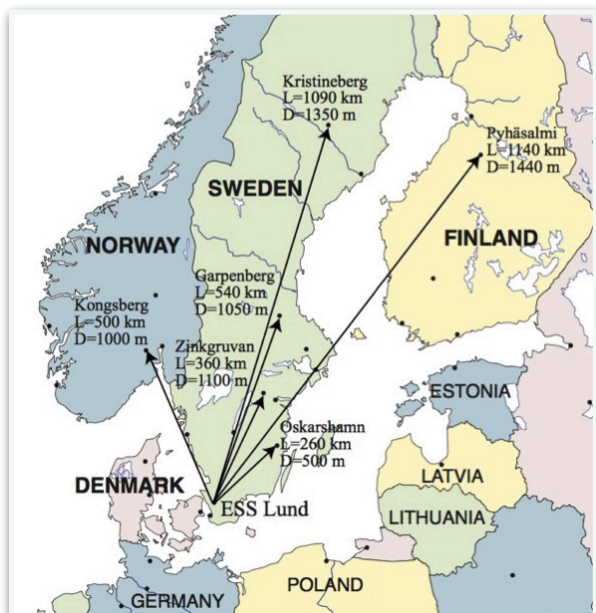 Kristineberg
L=1090 km
D=1350 m
Pyhäsalmi
L=1140 km
D=1440 m
SWEDEN
FINLAND
NORWAY
Garpenberg
L=540 km
D=1050 m
Kongsberg
L=500 km
D=1000 m
Zinkgruvan
L=360 km
D=1100 m
ESTONIA
Oskarshamn
L=260 km
D=500 m
LATVIA
DENMARK
ESS Lund
LITHUANIA
POLAND
GERMANY